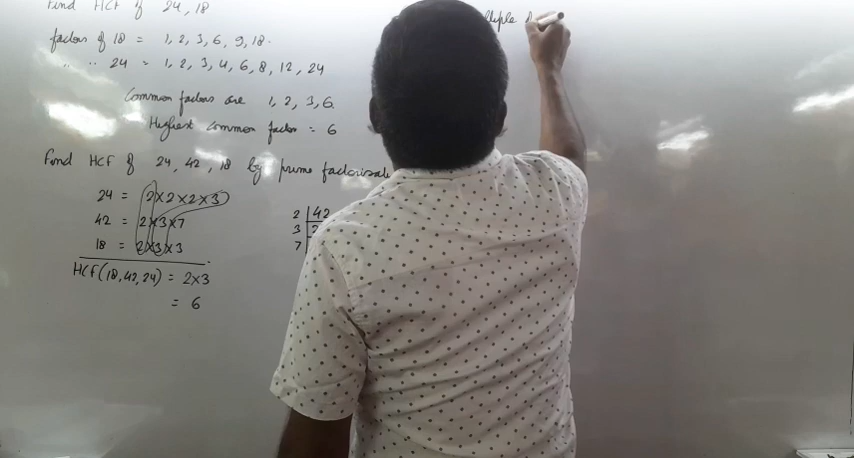 Find HCF of 24, 18
factors of 18 = 1, 2, 3, 6, 9, 18.
" " 24 = 1, 2, 3, 4, 6, 8, 12, 24
Common factors are 1, 2, 3, 6.
Highest common factor = 6
Find HCF of 24, 42, 18 by prime factorisat
24 = 2×2×2×3
42 = 2×3×7
18 = 2×3×3
HCF(18,42,24) = 2×3
= 6
2 | 42
3 | 2
7 |
ltiple